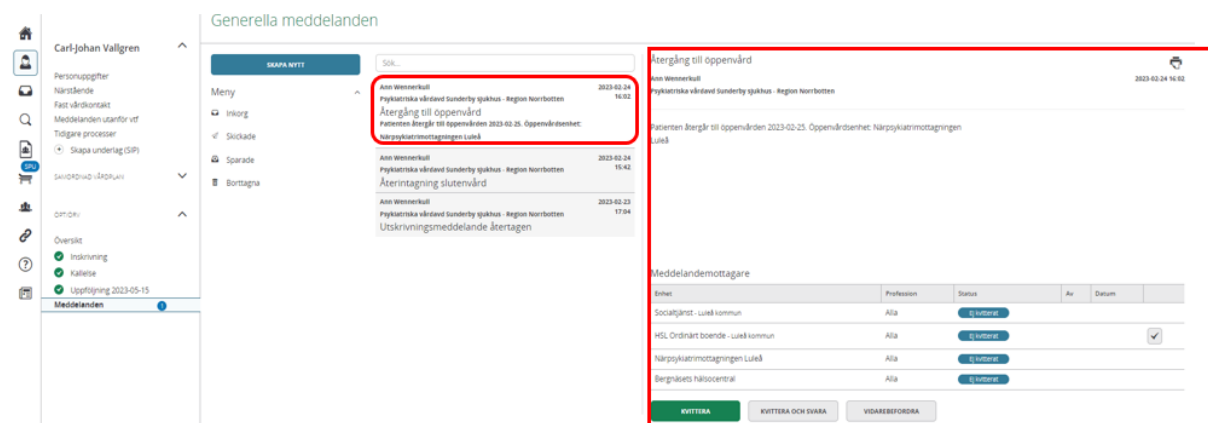 Generella meddelanden
Carl-Johan Vallgren
Personuppgifter
Närstående
Fast vårdkontakt
Meddelanden utanför vtf
Tidigare processer
Skapa underlag (SIP)
SPU
SAMORDNAD VÅRDPLAN
ÖPT/ÖRV
Översikt
Inskrivning
Kallelse
Uppföljning 2023-05-15
Meddelanden 1
SKAPA NYTT
Meny
Inkorg
Skickade
Sparade
Borttagna
Sök...
Ann Wennerkull 2023-02-24
Psykiatriska vårdavd Sunderby sjukhus - Region Norrbotten 16:02
Återgång till öppenvård
Patienten återgår till öppenvården 2023-02-25. Öppenvårdsenhet:
Närpsykiatrimottagningen Luleå
Ann Wennerkull 2023-02-24
Psykiatriska vårdavd Sunderby sjukhus - Region Norrbotten 15:42
Återintagning slutenvård
Ann Wennerkull 2023-02-23
Psykiatriska vårdavd Sunderby sjukhus - Region Norrbotten 17:04
Utskrivningsmeddelande återtagen
Återgång till öppenvård
Ann Wennerkull 2023-02-24 16:02
Psykiatriska vårdavd Sunderby sjukhus - Region Norrbotten
Patienten återgår till öppenvården 2023-02-25. Öppenvårdsenhet: Närpsykiatrimottagningen
Luleå
Meddelandemottagare
Enhet Profession Status Av Datum
Socialtjänst - Luleå kommun Alla Ej kvitterat
HSL Ordinärt boende - Luleå kommun Alla Ej kvitterat
Närpsykiatrimottagningen Luleå Alla Ej kvitterat
Bergnäsets hälsocentral Alla Ej kvitterat
KVITTERA KVITTERA OCH SVARA VIDAREBEFORDRA